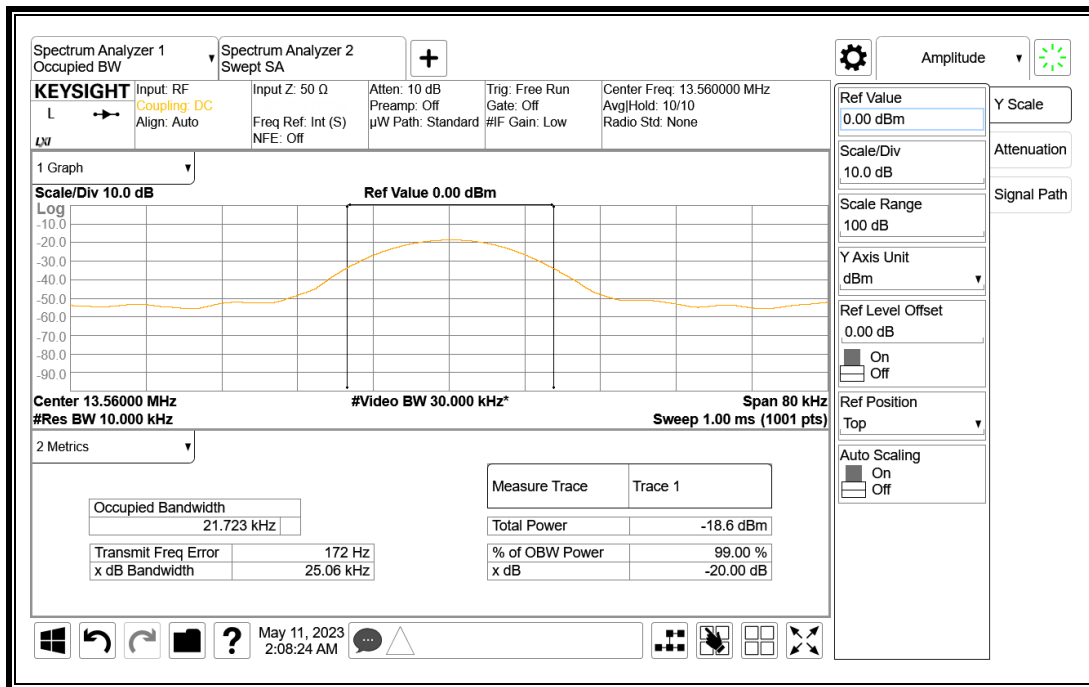 Spectrum Analyzer 1
Occupied BW
Spectrum Analyzer 2
Swept SA
Amplitude
KEYSIGHT
L
LXI
Input: RF
Coupling: DC
Align: Auto
Input Z: 50 Ω
Freq Ref: Int (S)
NFE: Off
Atten: 10 dB
Preamp: Off
µW Path: Standard
Trig: Free Run
Gate: Off
#IF Gain: Low
Center Freq: 13.560000 MHz
Avg|Hold: 10/10
Radio Std: None
1 Graph
Scale/Div 10.0 dB
Ref Value 0.00 dBm
Log
-10.0
-20.0
-30.0
-40.0
-50.0
-60.0
-70.0
-80.0
-90.0
Center 13.56000 MHz
#Video BW 30.000 kHz*
Span 80 kHz
#Res BW 10.000 kHz
Sweep 1.00 ms (1001 pts)
2 Metrics
Occupied Bandwidth
21.723 kHz
Transmit Freq Error 172 Hz
x dB Bandwidth 25.06 kHz
Measure Trace Trace 1
Total Power -18.6 dBm
% of OBW Power 99.00 %
x dB -20.00 dB
Ref Value
0.00 dBm
Scale/Div
10.0 dB
Scale Range
100 dB
Y Axis Unit
dBm
Ref Level Offset
0.00 dB
On
Off
Ref Position
Top
Auto Scaling
On
Off
Y Scale
Attenuation
Signal Path
?
May 11, 2023
2:08:24 AM